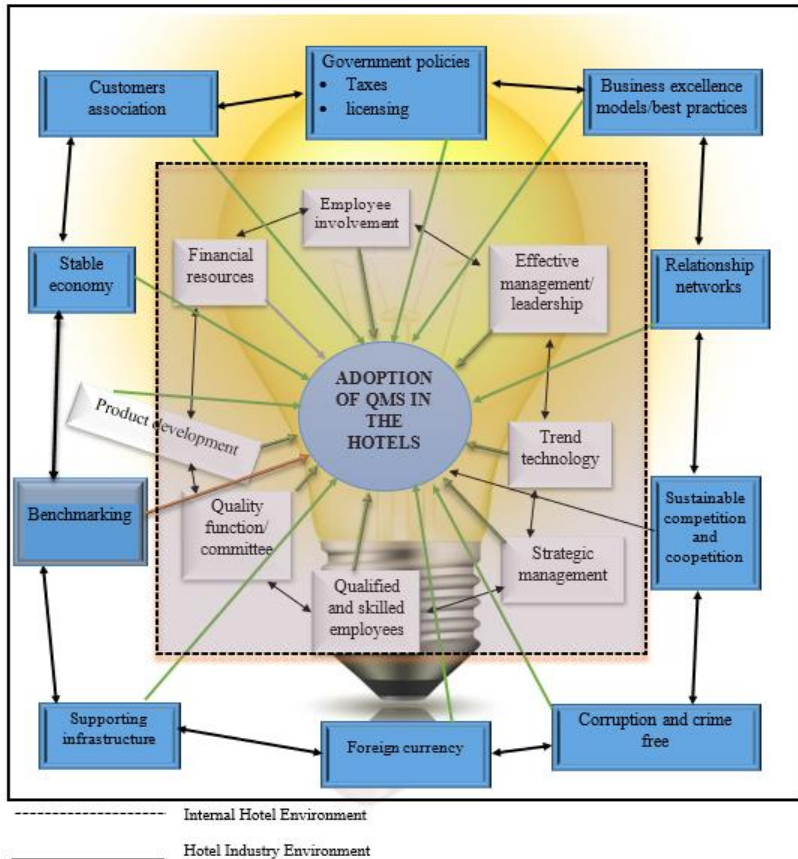 Government policies
• Taxes
• licensing
Customers
association
Business excellence
models/best practices
Employee
involvement
Financial
resources
Effective
management/
leadership
Stable
economy
Relationship
networks
ADOPTION
OF QMS IN
THE
HOTELS
Product development
Trend
technology
Benchmarking
Quality
function/
committee
Sustainable
competition
and
coopetition
Strategic
management
Qualified
and skilled
employees
Supporting
infrastructure
Foreign currency
Corruption and crime
free
Internal Hotel Environment
Hotel Industry Environment